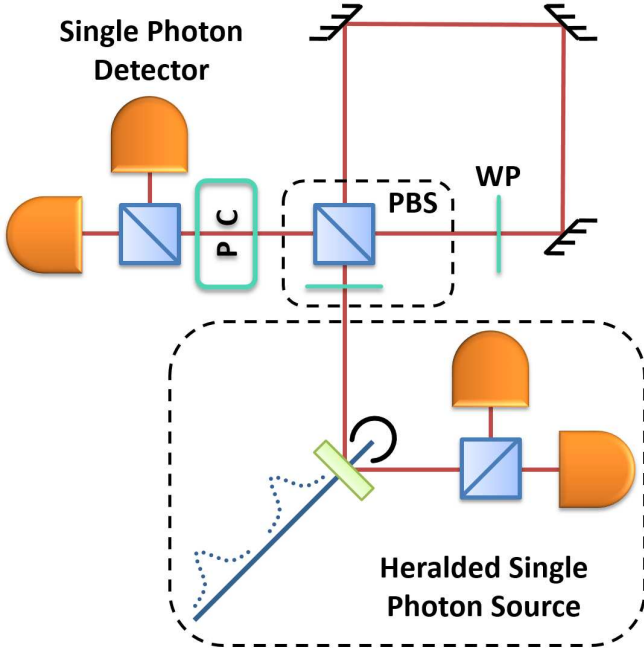 Single Photon
Detector
WP
PBS
P C
Heralded Single
Photon Source